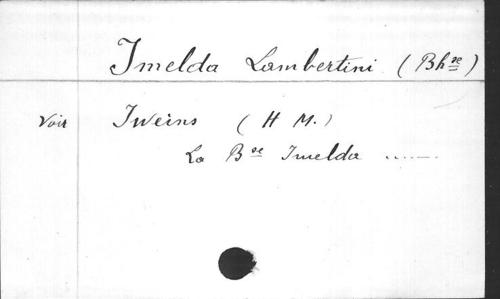 Imelda Lambertini (Bhse)
Voir Iweins (H M.)
La Bse Imelda .......